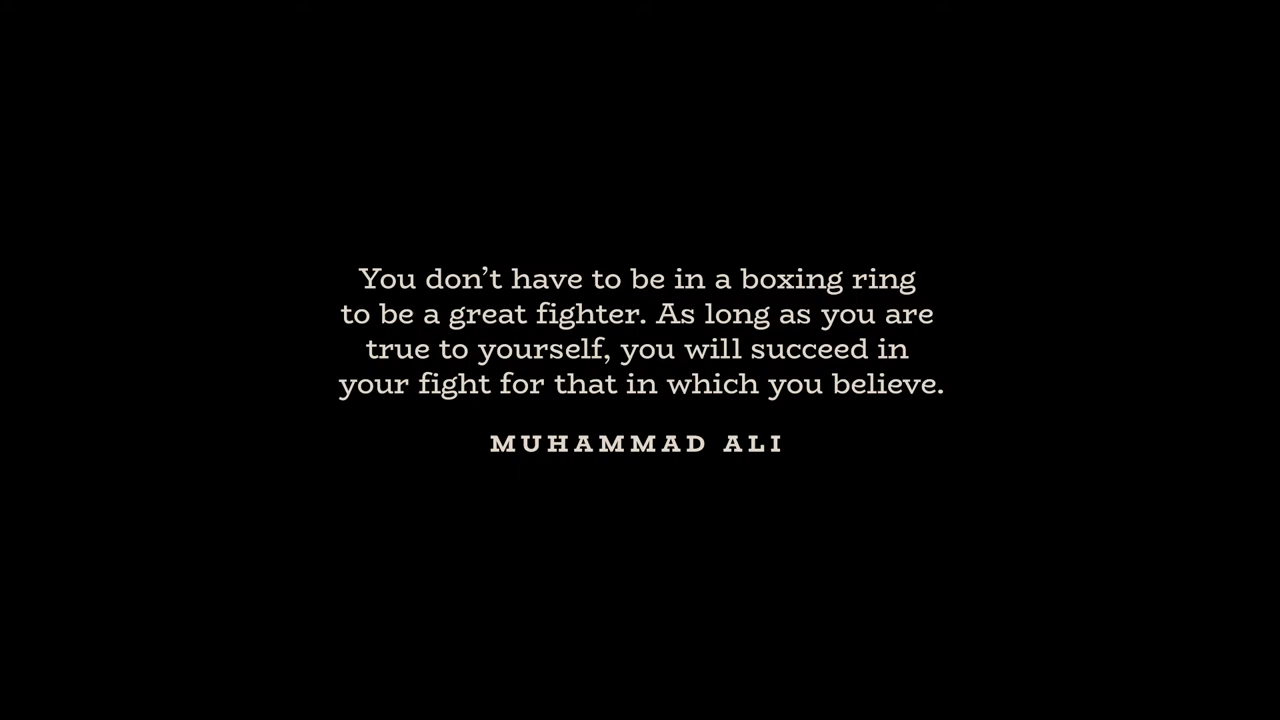 You don’t have to be in a boxing ring
to be a great fighter. As long as you are
true to yourself, you will succeed in
your fight for that in which you believe.
MUHAMMAD ALI